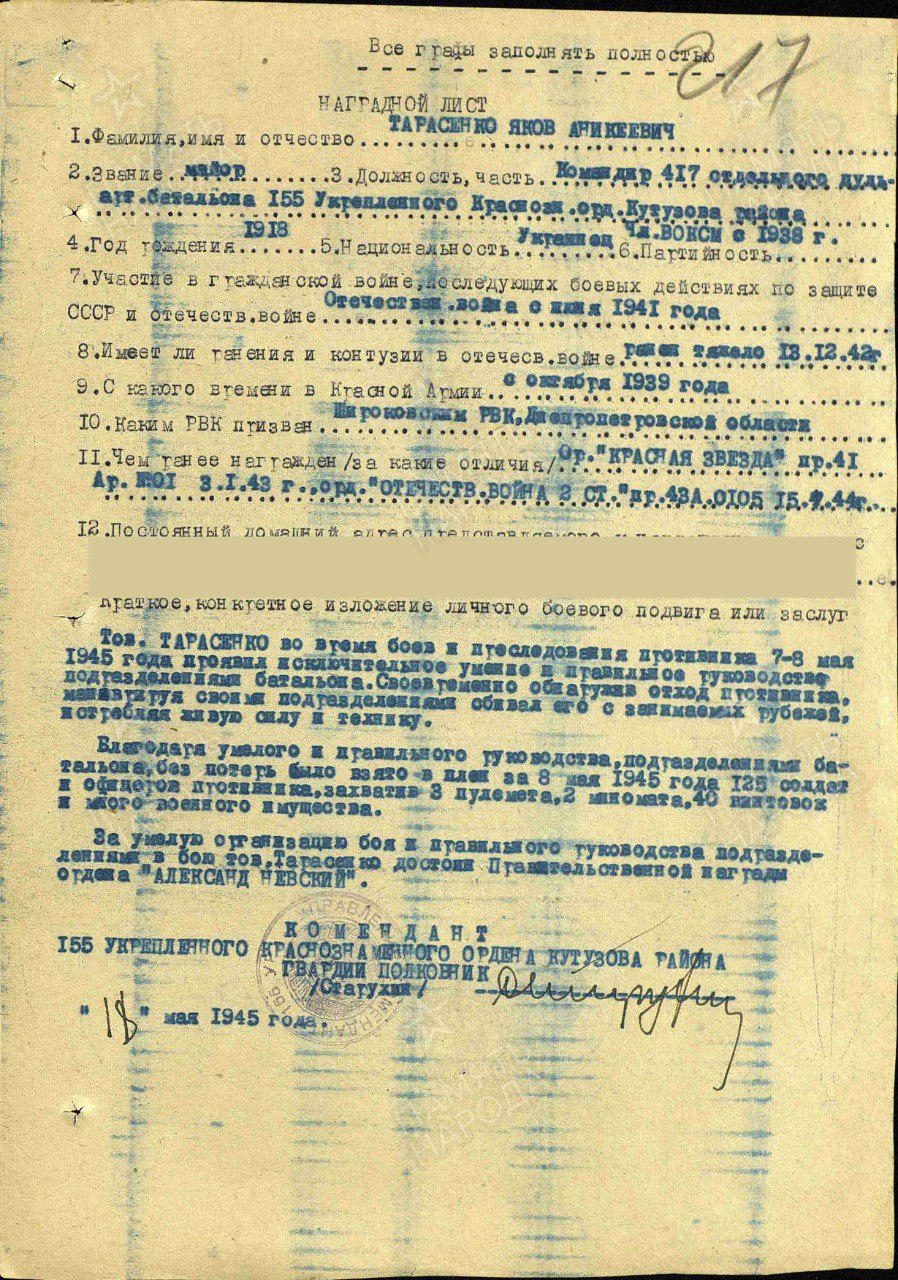 Все графы заполнять полностью
217
НАГРАДНОЙ ЛИСТ
1.Фамилия,имя и отчество ТАРАСЕНКО ЯКОВ АНИКЕЕВИЧ
2.Звание майор 3.Должность,часть Командир 417 отдельного пуль-
арт.батальона 155 Укрепленного Краснозн.орд.Кутузова района
4.Год рождения 1918 5.Национальность Украинец 6.Партийность Чл.ВЛКСМ с 1938 г.
7.Участие в гражданской войне,последующих боевых действиях по защите
СССР и отечеств.войне Отечествен.война с июня 1941 года
8.Имеет ли ранения и контузии в отечесв.войне ранен тяжело 13.12.42г
9.С какого времени в Красной Армии с октября 1939 года
10.Каким РВК призван Широковским РВК,Днепропетровской области
11.Чем ранее награжден/за какие отличия/ Ор."КРАСНАЯ ЗВЕЗДА" пр.41
Ар.№01 3.1.43 г.,орд."ОТЕЧЕСТВ.ВОЙНА 2 СТ."пр.43А.0105 15. .44г.
12.Постоянный домашний адрес представляемого к
Краткое,конкретное изложение личного боевого подвига или заслуг
Тов. ТАРАСЕНКО во время боев и преследования противника 7-8 мая
1945 года проявил исключительное умение и правильное руководство
подразделениями батальона.Своевременно обнаружив отход противника,
маневрируя своими подразделениями сбивал его с занимаемых рубежей,
истребляя живую силу и технику.
Благодаря умелого и правильного руководства,подразделениями ба-
тальона,без потерь было взято в плен за 8 мая 1945 года 125 солдат
и офицеров противника,захватив 3 пулемета,2 миномата,40 винтовок
и много военного имущества.
За умелую организацию боя и правильного руководства подразде-
лениями в бою тов.Тарасенко достоин Правительственной награды
ордена "АЛЕКСАНД НЕВСКИЙ".
КОМЕНДАНТ
155 УКРЕПЛЕННОГО КРАСНОЗНАМЕННОГО ОРДЕНА КУТУЗОВА РАЙОНА
ГВАРДИИ ПОЛКОВНИК
/Старухин/
"18" мая 1945 года.